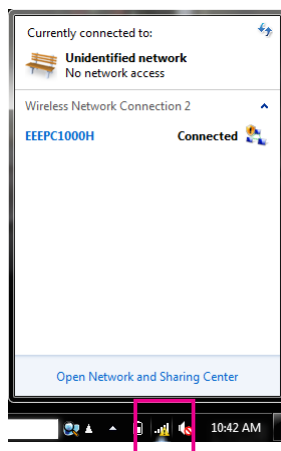 Currently connected to:
Unidentified network
No network access
Wireless Network Connection 2
EEEPC1000H Connected
Open Network and Sharing Center
10:42 AM